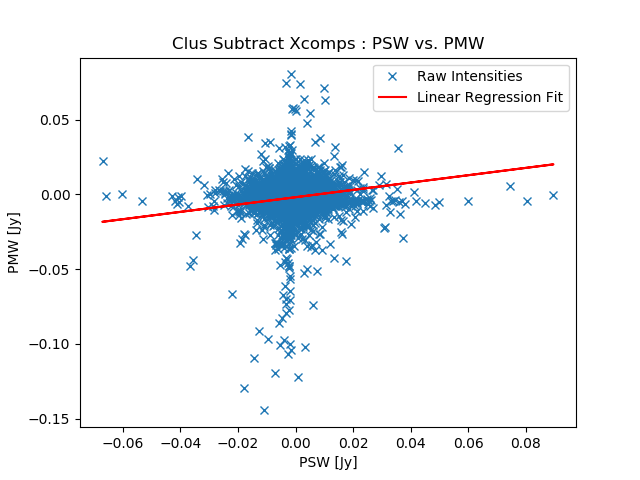 Clus Subtract Xcomps : PSW vs. PMW
Raw Intensities
Linear Regression Fit
0.05
0.00
−0.05
−0.10
−0.15
PMW [Jy]
−0.06 −0.04 −0.02 0.00 0.02 0.04 0.06 0.08
PSW [Jy]